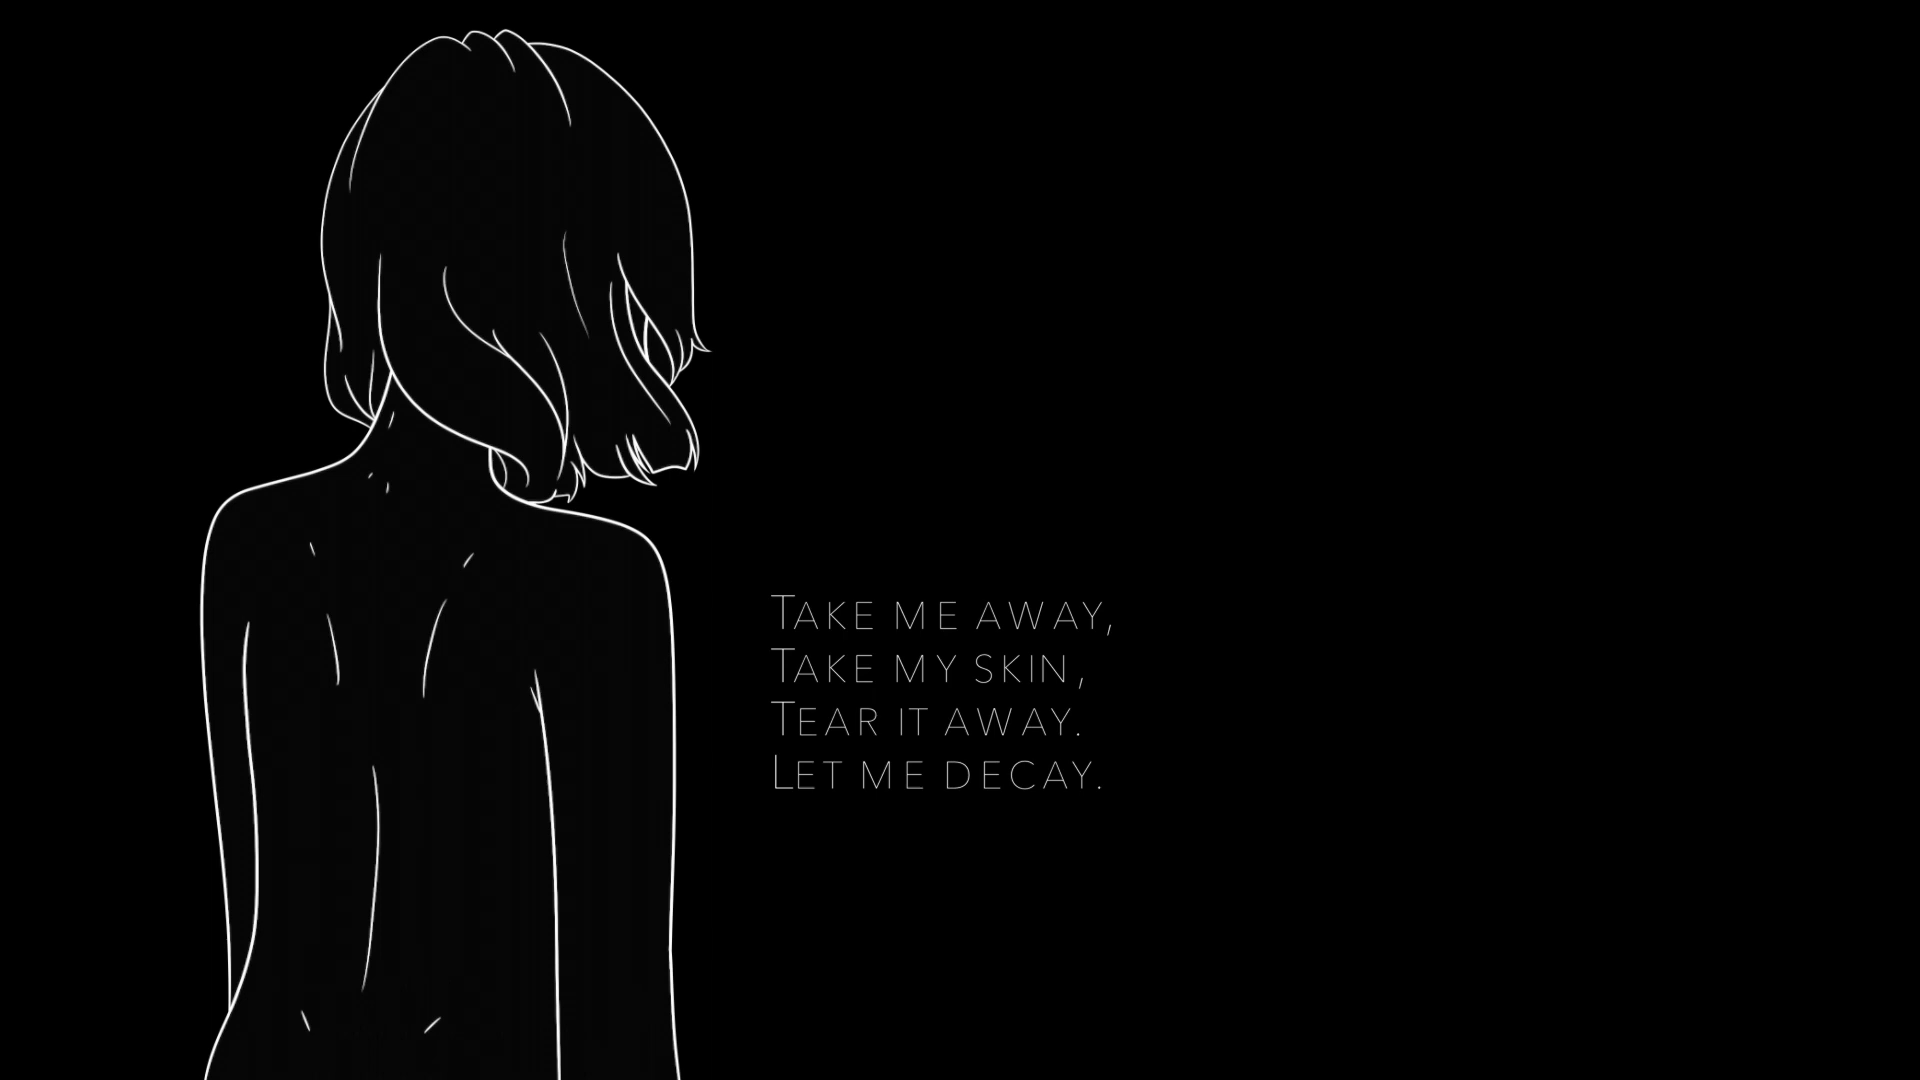 Take me away,
Take my skin,
Tear it away.
Let me decay.